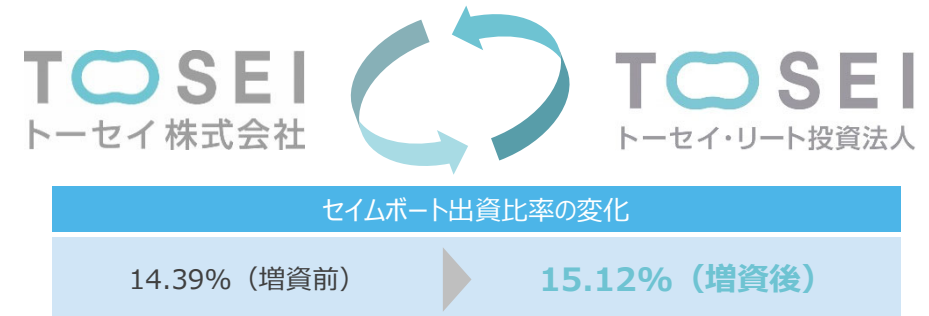 TOSEI
トーセイ 株式会社
TOSEI
トーセイ・リート投資法人
セイムボート出資比率の変化
14.39%（増資前）
15.12%（増資後）